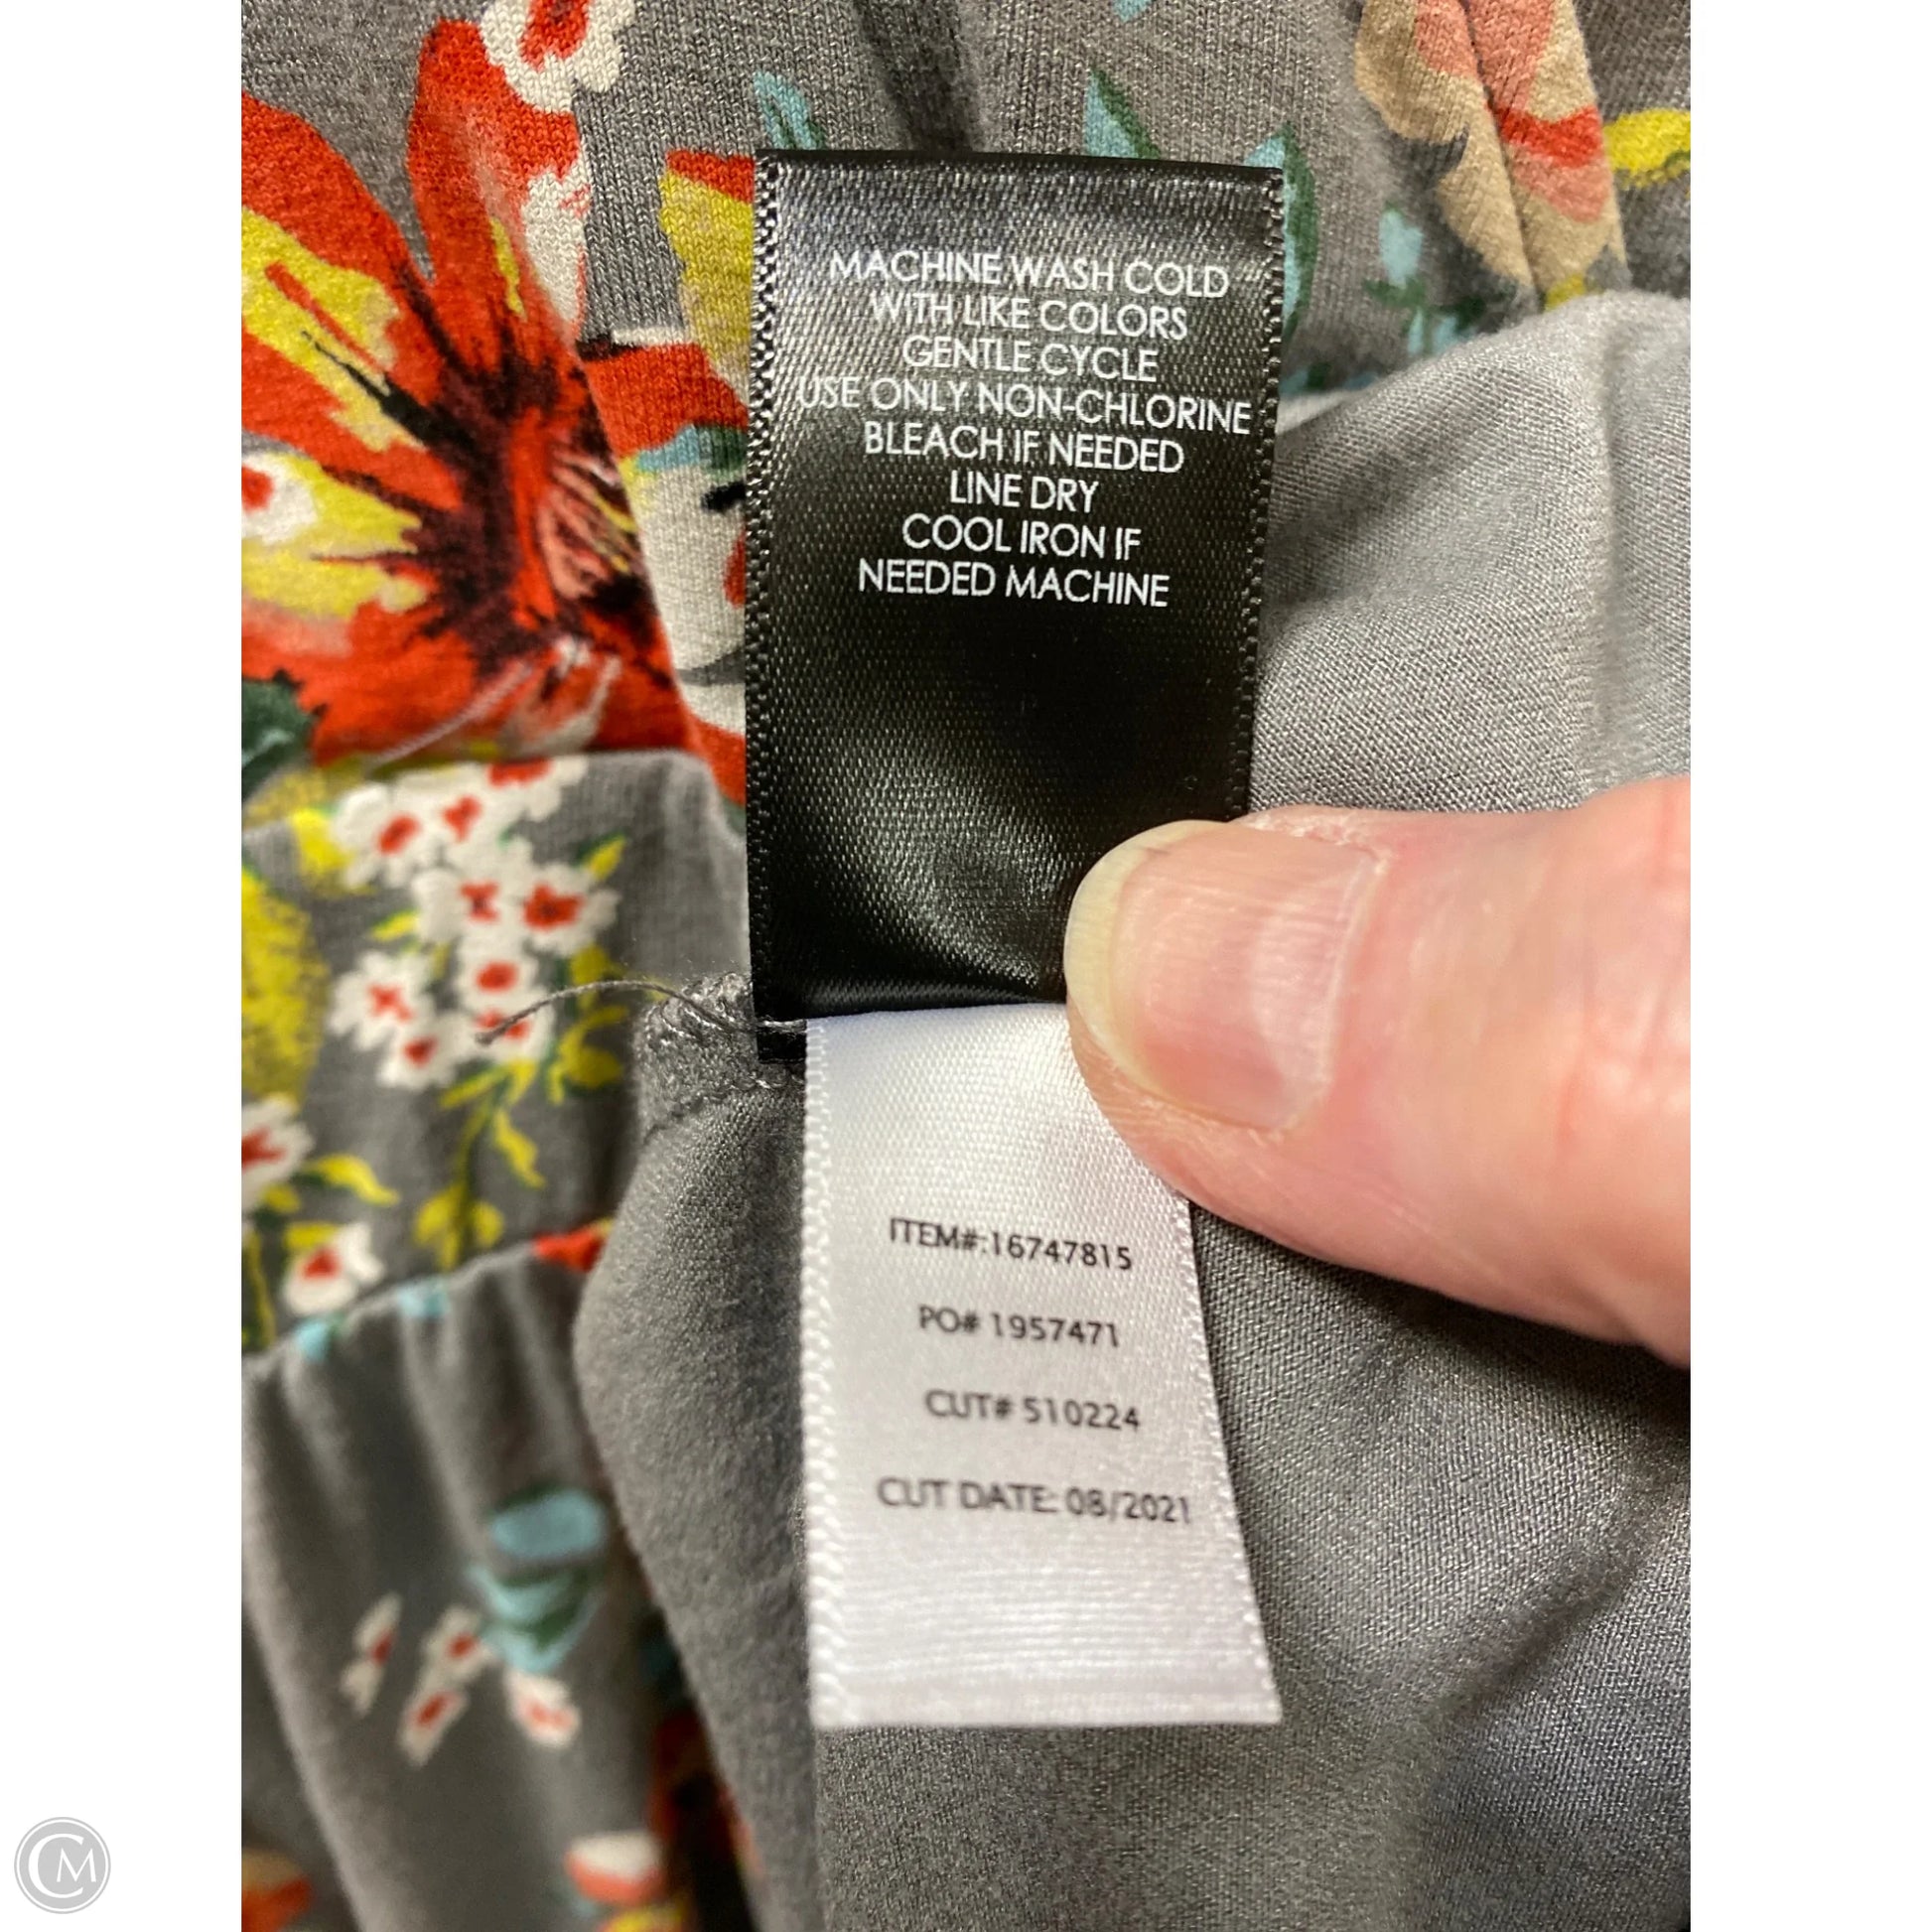 MACHINE WASH COLD
WITH LIKE COLORS
GENTLE CYCLE
USE ONLY NON-CHLORINE
BLEACH IF NEEDED
LINE DRY
COOL IRON IF
NEEDED MACHINE
ITEM#:16747815
PO# 1957471
CUT# 510224
CUT DATE: 08/2021
CM